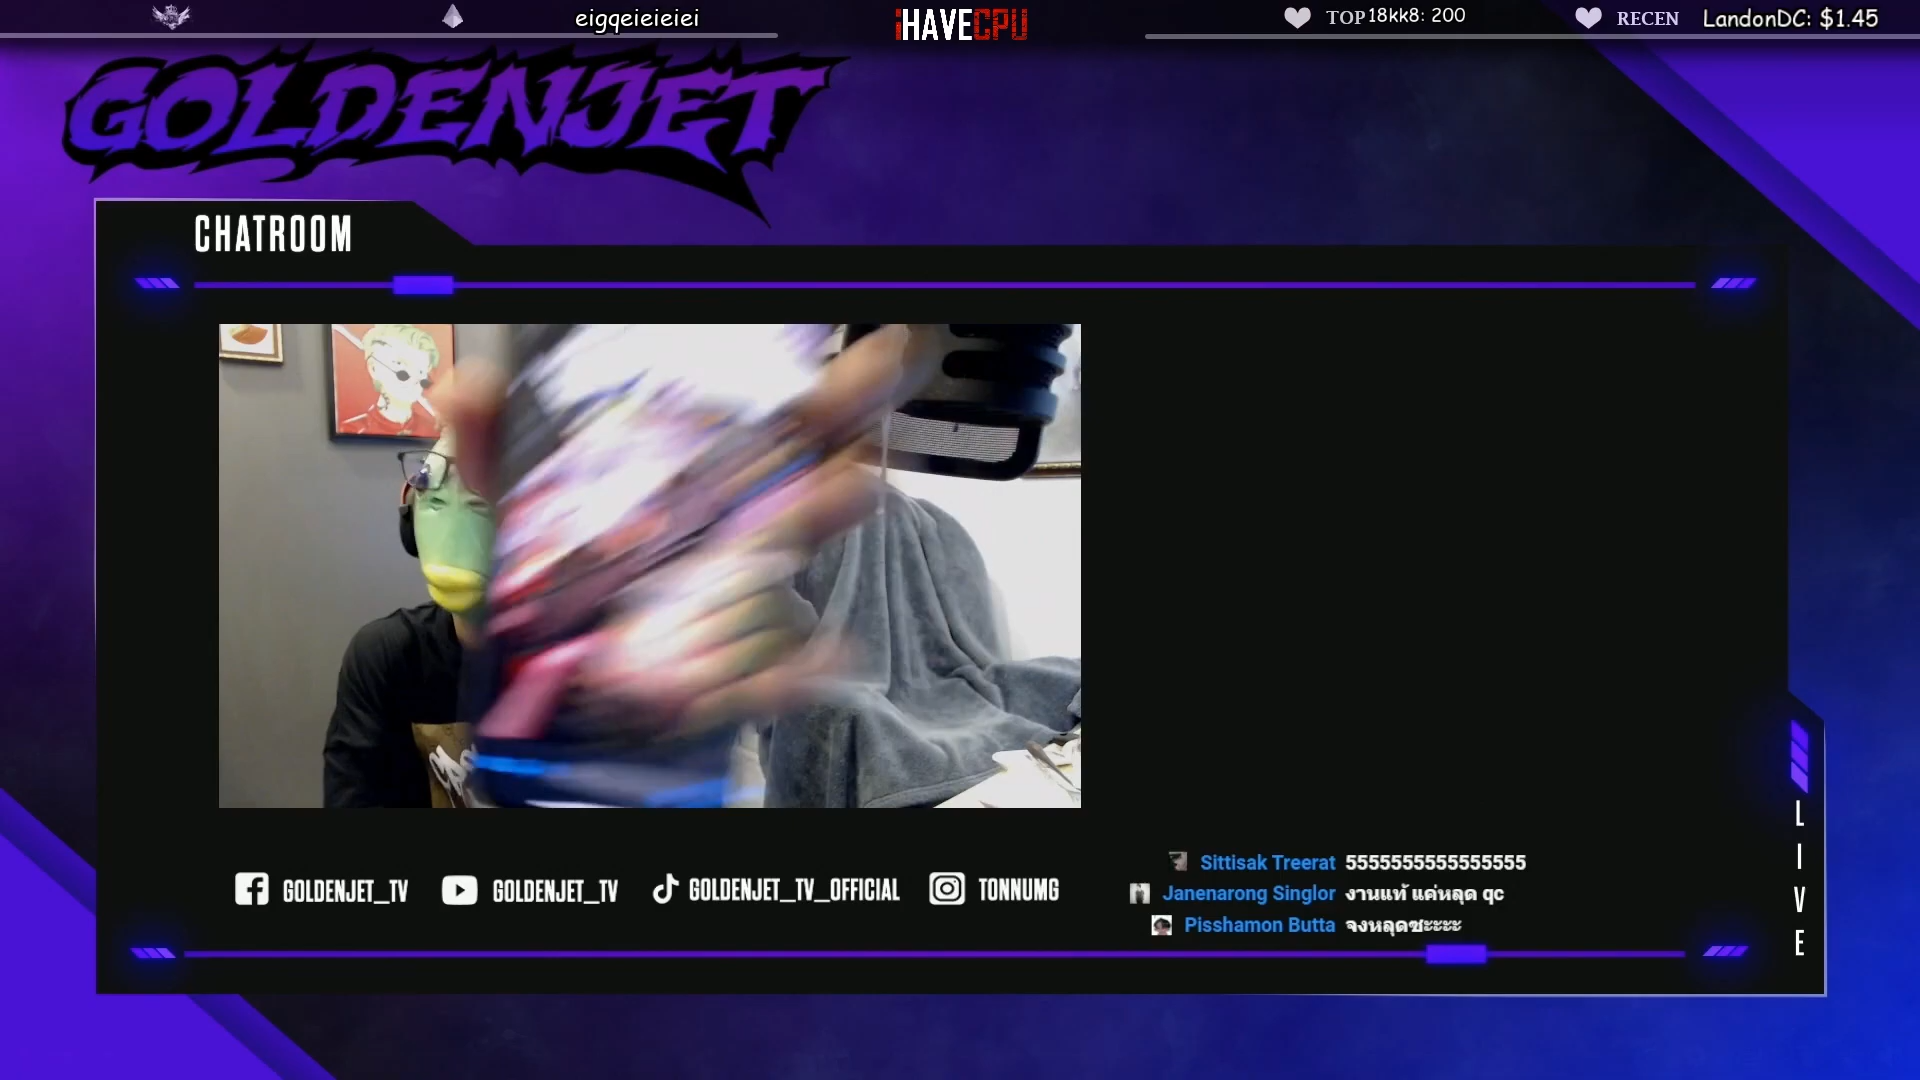 eigqeieieiei
iHAVECPU
TOP 18kk8: 200
RECEN LandonDC: $1.45
GOLDENJET
CHATROOM
GOLDENJET_TV
GOLDENJET_TV
GOLDENJET_TV_OFFICIAL
TONNUMG
Sittisak Treerat 5555555555555555
Janenarong Singlor งานแท้ แค่หลุด qc
Pisshamon Butta จงหลุดซะะะะ
LIVE